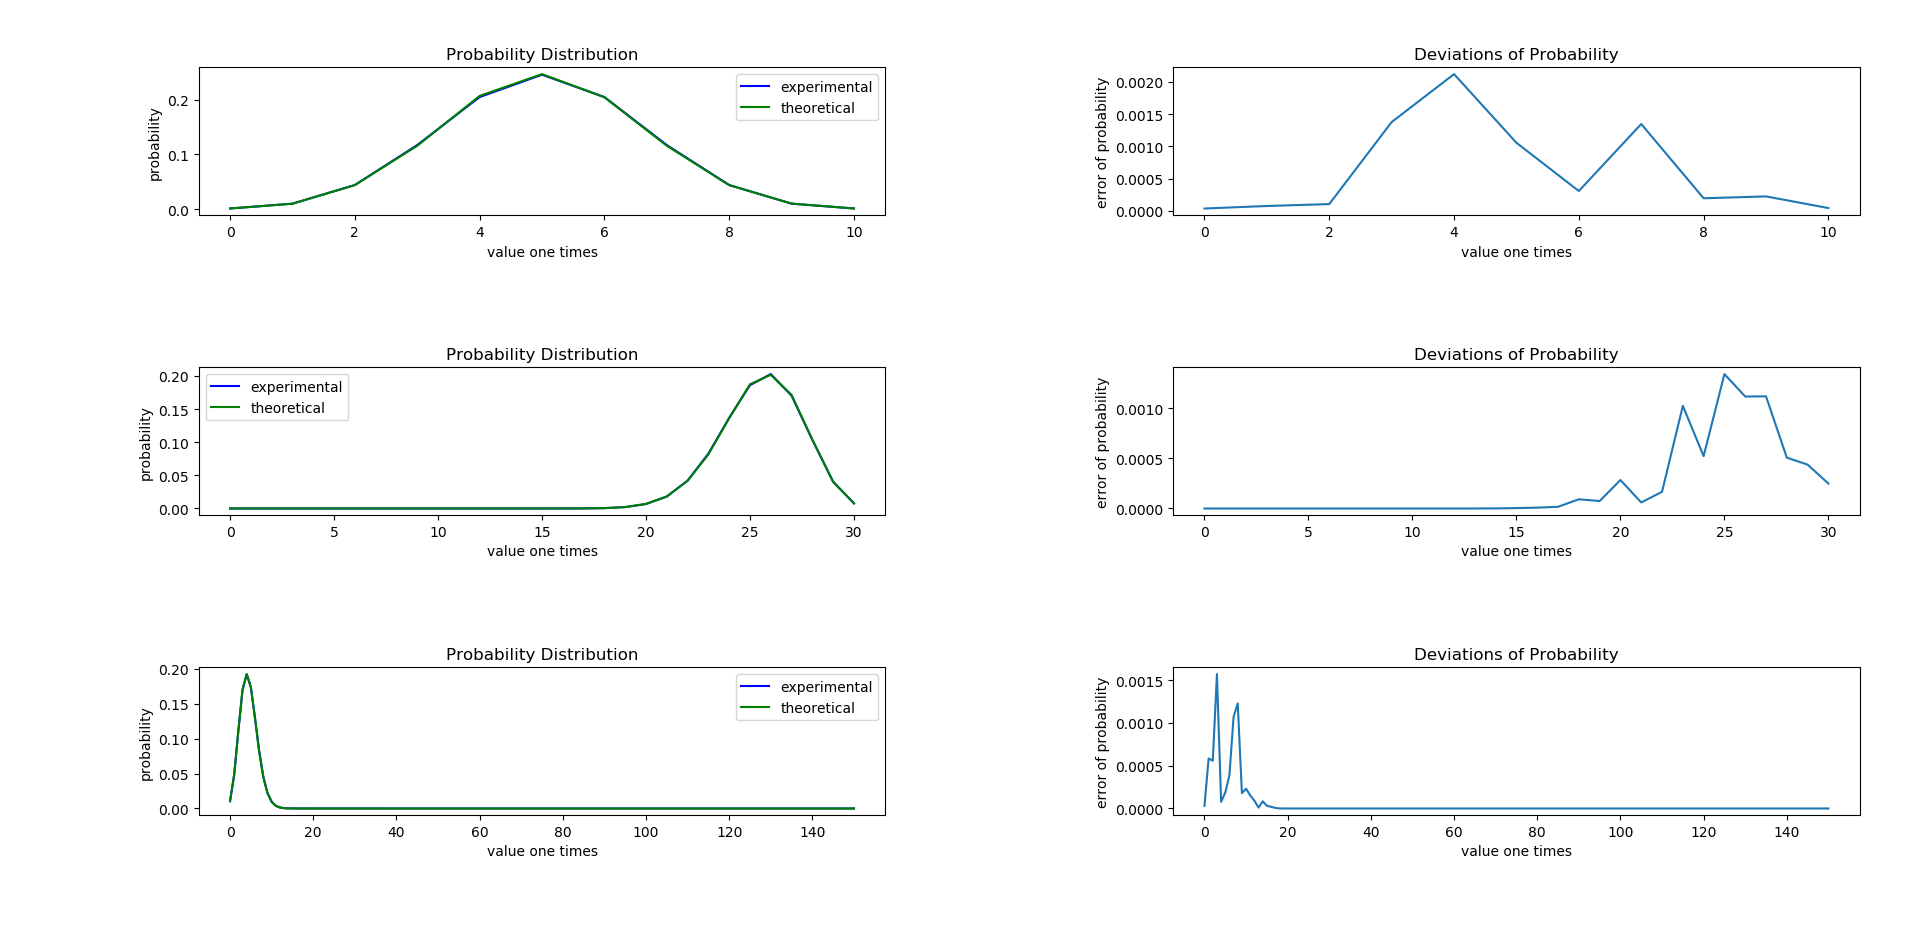 Probability Distribution
probability
0.2
0.1
0.0
experimental
theoretical
0 2 4 6 8 10
value one times
Deviations of Probability
error of probability
0.0020
0.0015
0.0010
0.0005
0.0000
0 2 4 6 8 10
value one times
Probability Distribution
probability
0.20
0.15
0.10
0.05
0.00
experimental
theoretical
0 5 10 15 20 25 30
value one times
Deviations of Probability
error of probability
0.0010
0.0005
0.0000
0 5 10 15 20 25 30
value one times
Probability Distribution
probability
0.20
0.15
0.10
0.05
0.00
experimental
theoretical
0 20 40 60 80 100 120 140
value one times
Deviations of Probability
error of probability
0.0015
0.0010
0.0005
0.0000
0 20 40 60 80 100 120 140
value one times